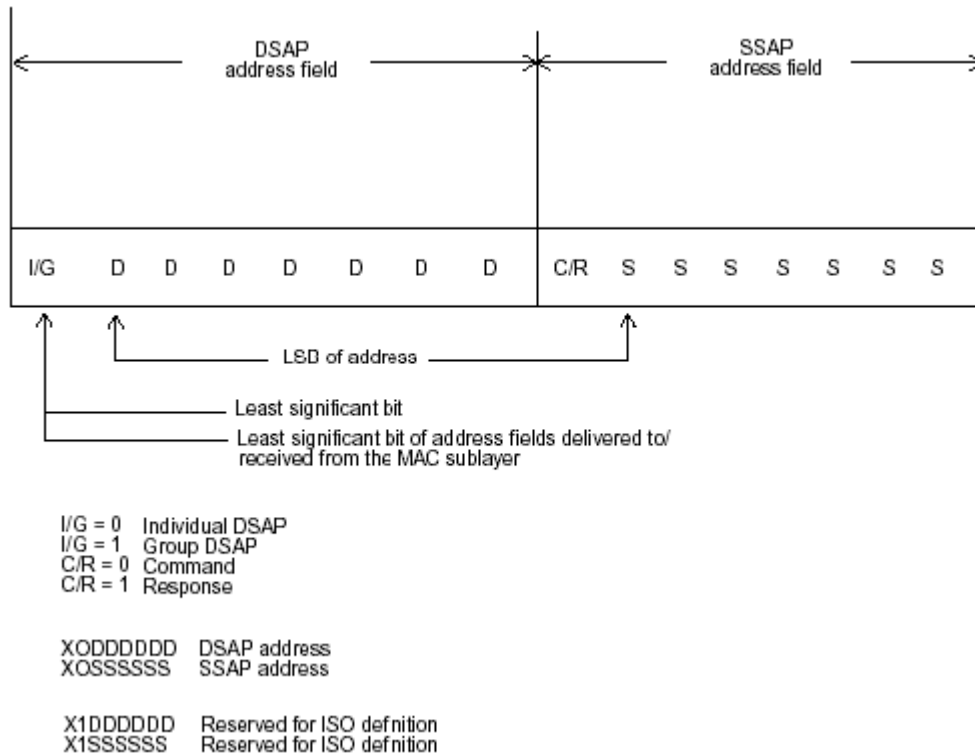 DSAP
address field
SSAP
address field
I/G D D D D D D D C/R S S S S S S S
LSB of address
Least significant bit
Least significant bit of address fields delivered to/
received from the MAC sublayer
I/G = 0 Individual DSAP
I/G = 1 Group DSAP
C/R = 0 Command
C/R = 1 Response
XODDDDDD DSAP address
XOSSSSSS SSAP address
X1DDDDDD Reserved for ISO defnition
X1SSSSSS Reserved for ISO defnition